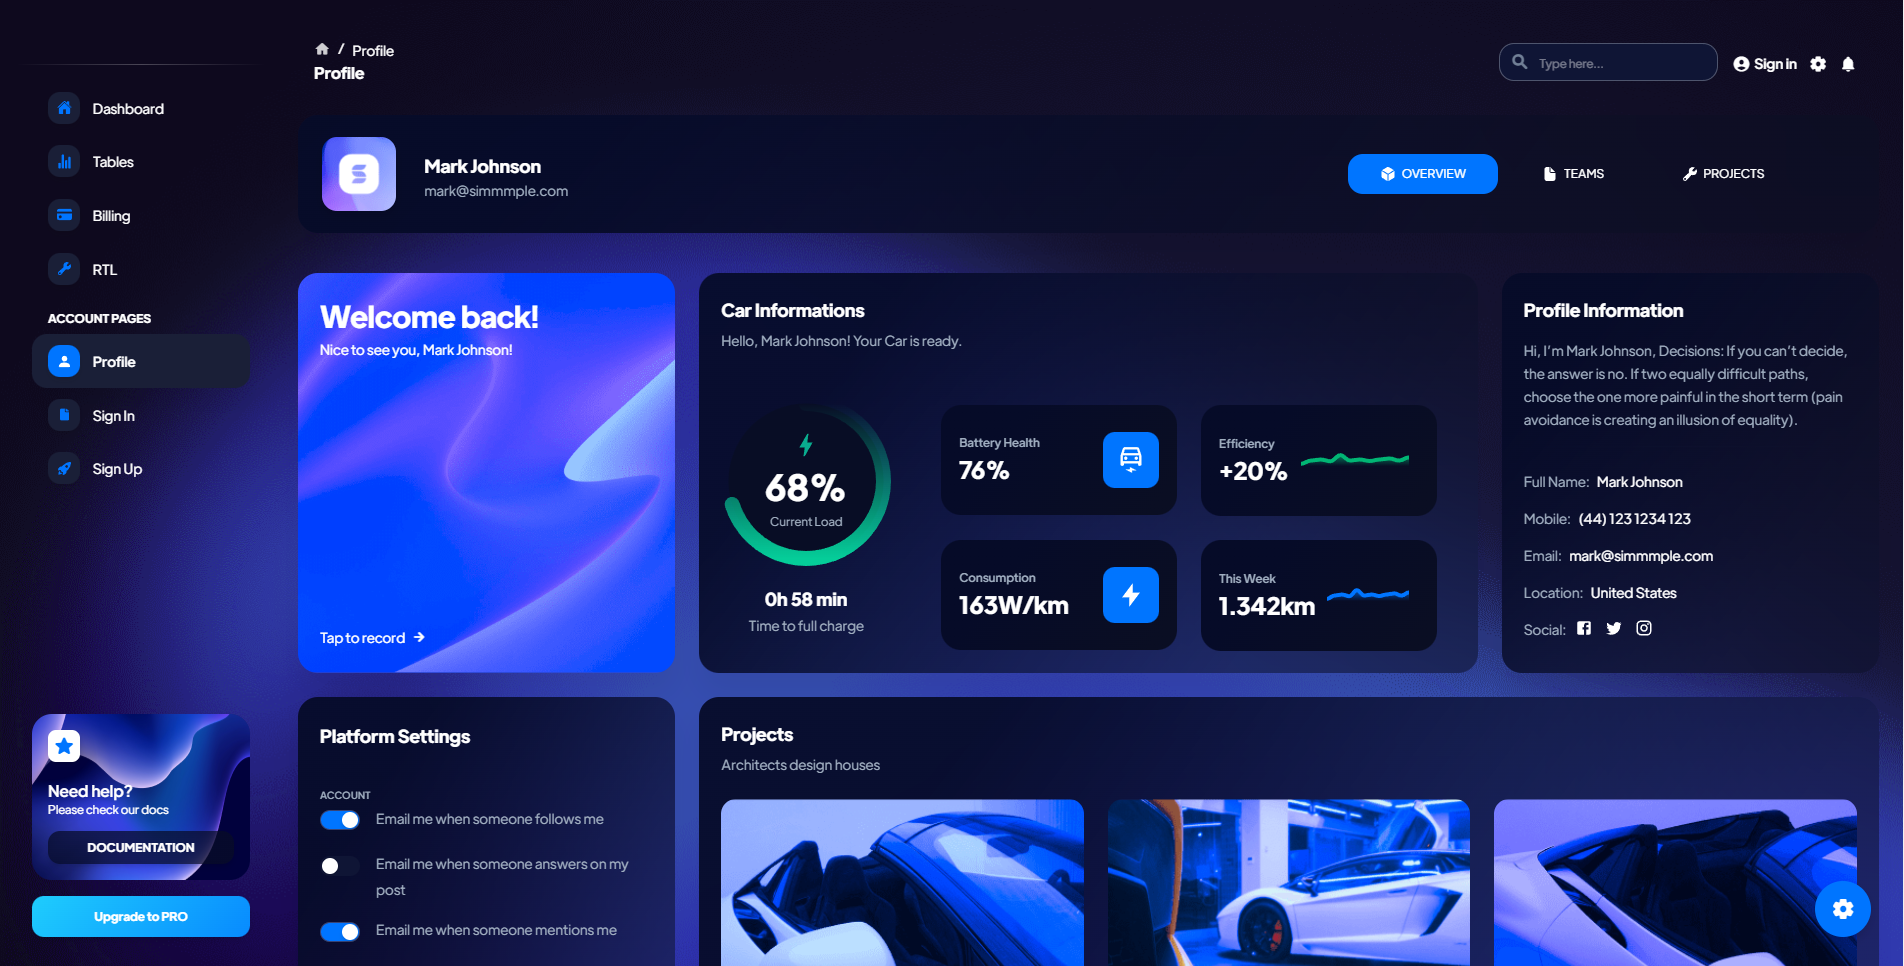 / Profile
Profile
Type here...
Sign in
Dashboard
Tables
Billing
RTL
ACCOUNT PAGES
Profile
Sign In
Sign Up
Need help?
Please check our docs
DOCUMENTATION
Upgrade to PRO
Mark Johnson
mark@simmmple.com
OVERVIEW
TEAMS
PROJECTS
Welcome back!
Nice to see you, Mark Johnson!
Tap to record
Car Informations
Hello, Mark Johnson! Your Car is ready.
68%
Current Load
0h 58 min
Time to full charge
Battery Health
76%
Efficiency
+20%
Consumption
163W/km
This Week
1.342km
Profile Information
Hi, I’m Mark Johnson, Decisions: If you can’t decide,
the answer is no. If two equally difficult paths,
choose the one more painful in the short term (pain
avoidance is creating an illusion of equality).
Full Name: Mark Johnson
Mobile: (44) 123 1234 123
Email: mark@simmmple.com
Location: United States
Social:
Platform Settings
ACCOUNT
Email me when someone follows me
Email me when someone answers on my
post
Email me when someone mentions me
Projects
Architects design houses